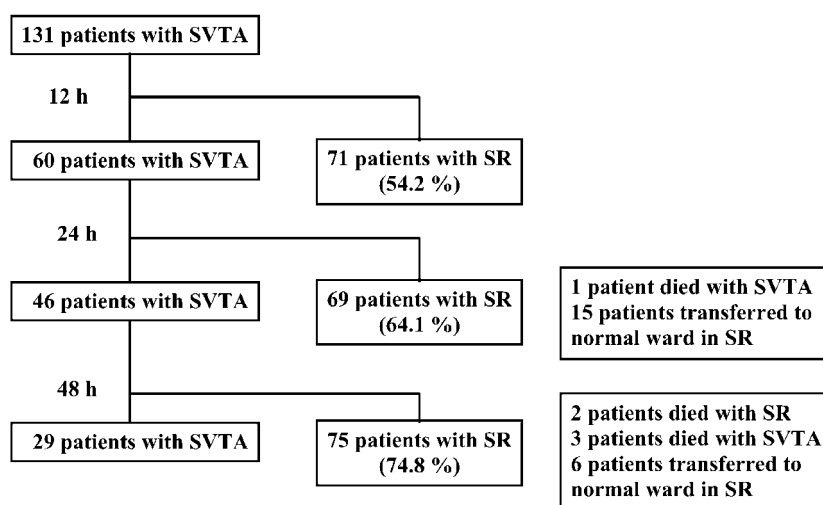 131 patients with SVTA
12 h
60 patients with SVTA
71 patients with SR
(54.2 %)
24 h
46 patients with SVTA
69 patients with SR
(64.1 %)
1 patient died with SVTA
15 patients transferred to
normal ward in SR
48 h
29 patients with SVTA
75 patients with SR
(74.8 %)
2 patients died with SR
3 patients died with SVTA
6 patients transferred to
normal ward in SR